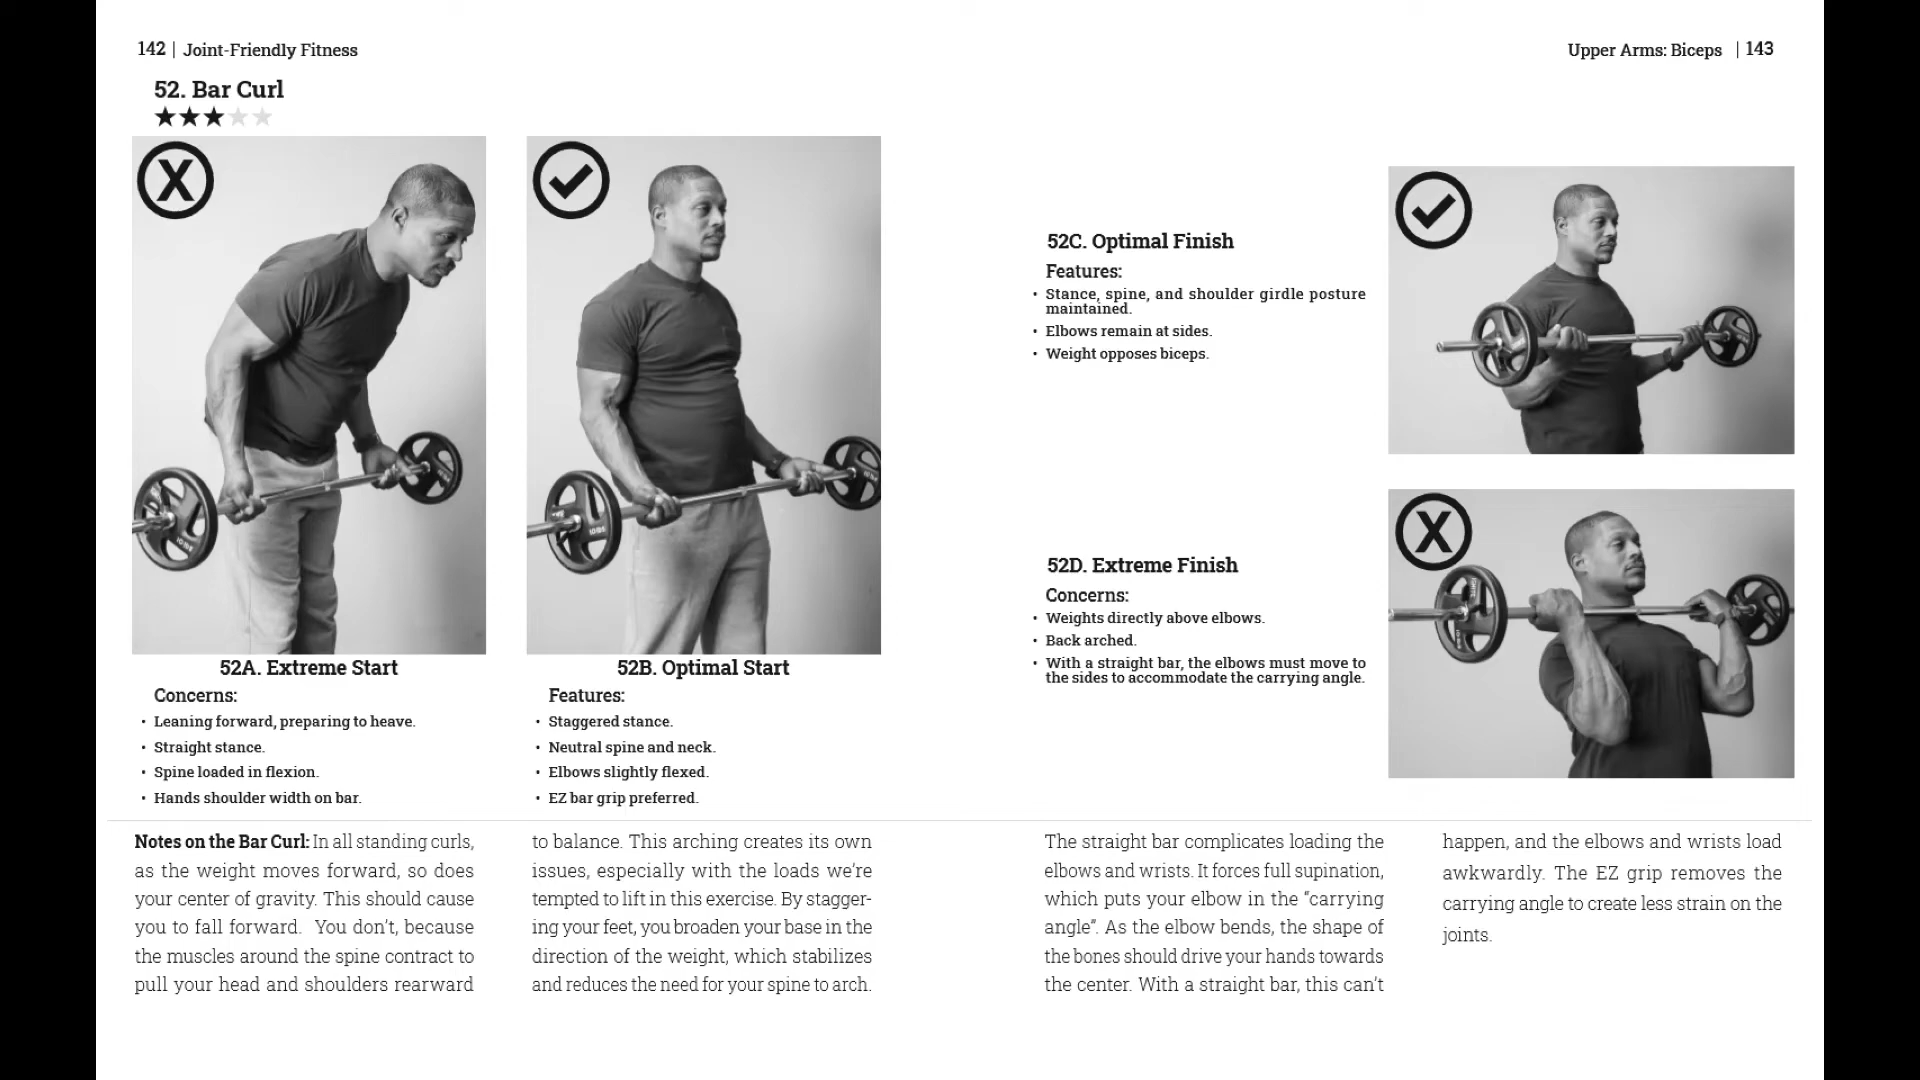 142 | Joint-Friendly Fitness
52. Bar Curl
X
X
52A. Extreme Start
Concerns:
• Leaning forward, preparing to heave.
• Straight stance.
• Spine loaded in flexion.
• Hands shoulder width on bar.
52B. Optimal Start
Features:
• Staggered stance.
• Neutral spine and neck.
• Elbows slightly flexed.
• EZ bar grip preferred.
Notes on the Bar Curl: In all standing curls,
as the weight moves forward, so does
your center of gravity. This should cause
you to fall forward. You don't, because
the muscles around the spine contract to
pull your head and shoulders rearward
to balance. This arching creates its own
issues, especially with the loads we're
tempted to lift in this exercise. By stagger-
ing your feet, you broaden your base in the
direction of the weight, which stabilizes
and reduces the need for your spine to arch.
Upper Arms: Biceps | 143
52C. Optimal Finish
Features:
• Stance, spine, and shoulder girdle posture
maintained.
• Elbows remain at sides.
• Weight opposes biceps.
52D. Extreme Finish
Concerns:
• Weights directly above elbows.
• Back arched.
• With a straight bar, the elbows must move to
the sides to accommodate the carrying angle.
The straight bar complicates loading the
elbows and wrists. It forces full supination,
which puts your elbow in the "carrying
angle". As the elbow bends, the shape of
the bones should drive your hands towards
the center. With a straight bar, this can't
happen, and the elbows and wrists load
awkwardly. The EZ grip removes the
carrying angle to create less strain on the
joints.